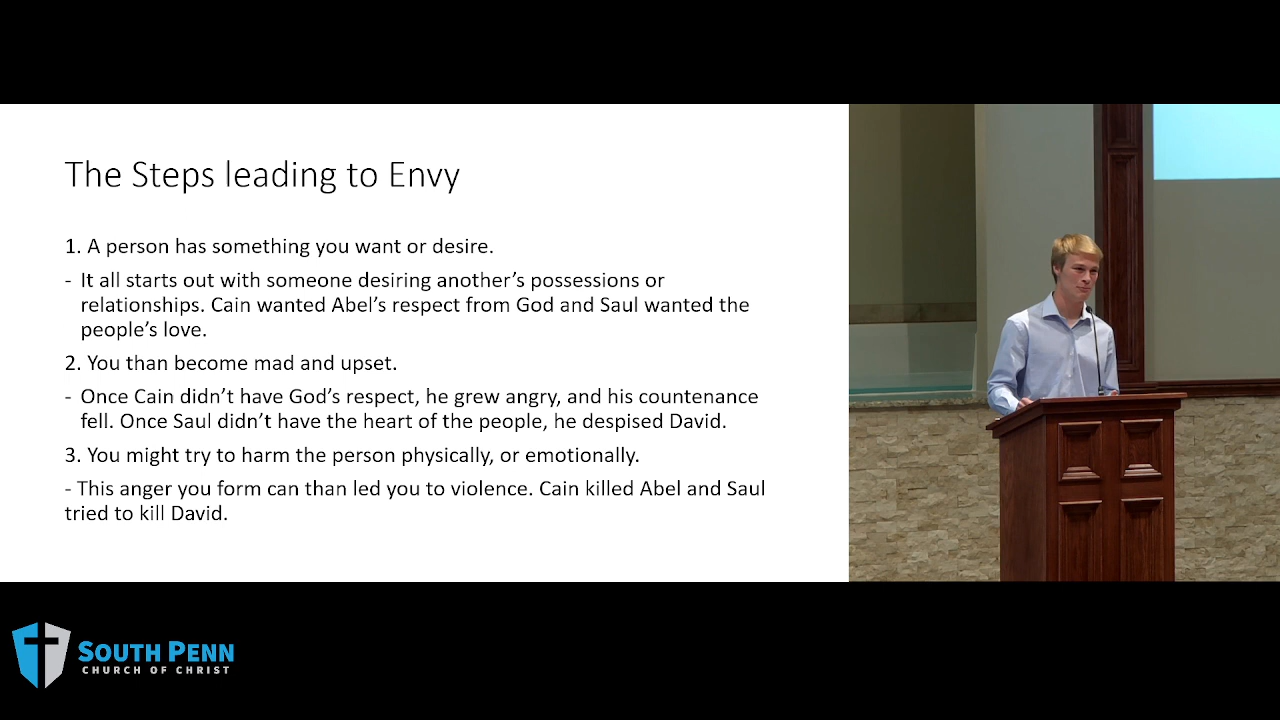 The Steps leading to Envy
1. A person has something you want or desire.
- It all starts out with someone desiring another's possessions or
relationships. Cain wanted Abel's respect from God and Saul wanted the
people's love.
2. You than become mad and upset.
- Once Cain didn't have God's respect, he grew angry, and his countenance
fell. Once Saul didn't have the heart of the people, he despised David.
3. You might try to harm the person physically, or emotionally.
- This anger you form can than led you to violence. Cain killed Abel and Saul
tried to kill David.
SOUTH PENN
CHURCH OF CHRIST